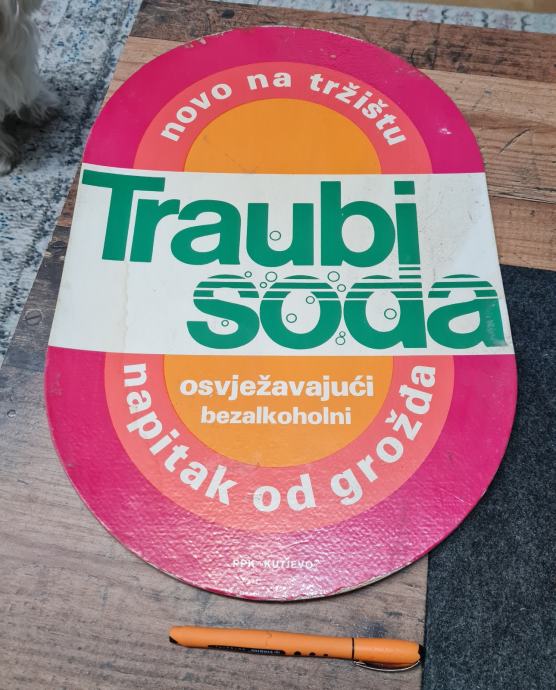 novo na tržištu
Traubi
soda
osvježavajući
bezalkoholni
napitak od grožđa
PPK "KUTJEVO"